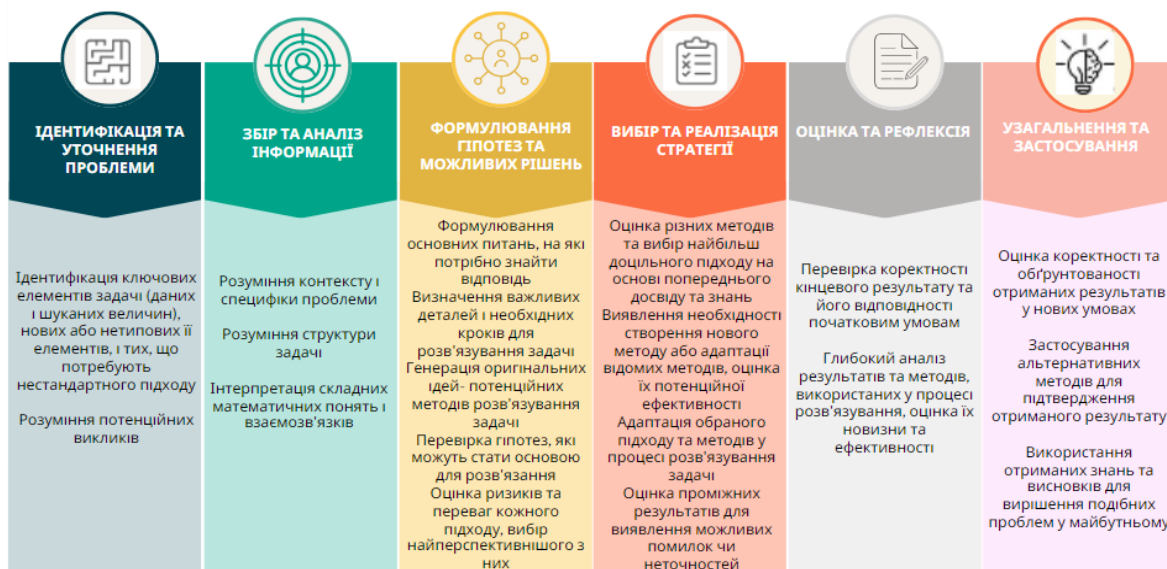 ІДЕНТИФІКАЦІЯ ТА
УТОЧНЕННЯ
ПРОБЛЕМИ
Ідентифікація ключових
елементів задачі (даних
і шуканих величин),
нових або нетипових її
елементів, і тих, що
потребують
нестандартного підходу
Розуміння потенційних
викликів
ЗБІР ТА АНАЛІЗ
ІНФОРМАЦІЇ
Розуміння контексту і
специфіки проблеми
Розуміння структури
задачі
Інтерпретація складних
математичних понять і
взаємозв'язків
ФОРМУЛЮВАННЯ
ГІПОТЕЗ ТА
МОЖЛИВИХ РІШЕНЬ
Формулювання
основних питань, на які
потрібно знайти
відповідь
Визначення важливих
деталей і необхідних
кроків для
розв'язування задачі
Генерація оригінальних
ідей- потенційних
методів розв'язування
задачі
Перевірка гіпотез, які
можуть стати основою
для розв'язання
Оцінка ризиків та
переваг кожного
підходу, вибір
найперспективнішого з
них
ВИБІР ТА РЕАЛІЗАЦІЯ
СТРАТЕГІЇ
Оцінка різних методів
та вибір найбільш
доцільного підходу на
основі попереднього
досвіду та знань
Виявлення необхідності
створення нового
методу або адаптації
відомих методів, оцінка
їх потенційної
ефективності
Адаптація обраного
підходу та методів у
процесі розв'язування
задачі
Оцінка проміжних
результатів для
виявлення можливих
помилок чи
неточностей
ОЦІНКА ТА РЕФЛЕКСІЯ
Перевірка коректності
кінцевого результату та
його відповідності
початковим умовам
Глибокий аналіз
результатів та методів,
використаних у процесі
розв'язування, оцінка їх
новизни та
ефективності
УЗАГАЛЬНЕННЯ ТА
ЗАСТОСУВАННЯ
Оцінка коректності та
обґрунтованості
отриманих результатів
у нових умовах
Застосування
альтернативних
методів для
підтвердження
отриманого результату
Використання
отриманих знань та
висновків для
вирішення подібних
проблем у майбутньому